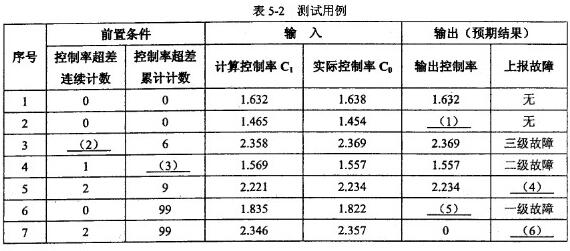 表 5-2 测试用例
序号 前置条件 输 入 输出（预期结果）
控制率超差连续计数 控制率超差累计计数 计算控制率 C₁ 实际控制率 C₀ 输出控制率 上报故障
1 0 0 1.632 1.638 1.632 无
2 0 0 1.465 1.454 （1） 无
3 （2） 6 2.358 2.369 2.369 三级故障
4 1 （3） 1.569 1.557 1.557 二级故障
5 2 9 2.221 2.234 2.234 （4）
6 0 99 1.835 1.822 （5） 一级故障
7 2 99 2.346 2.357 0 （6）